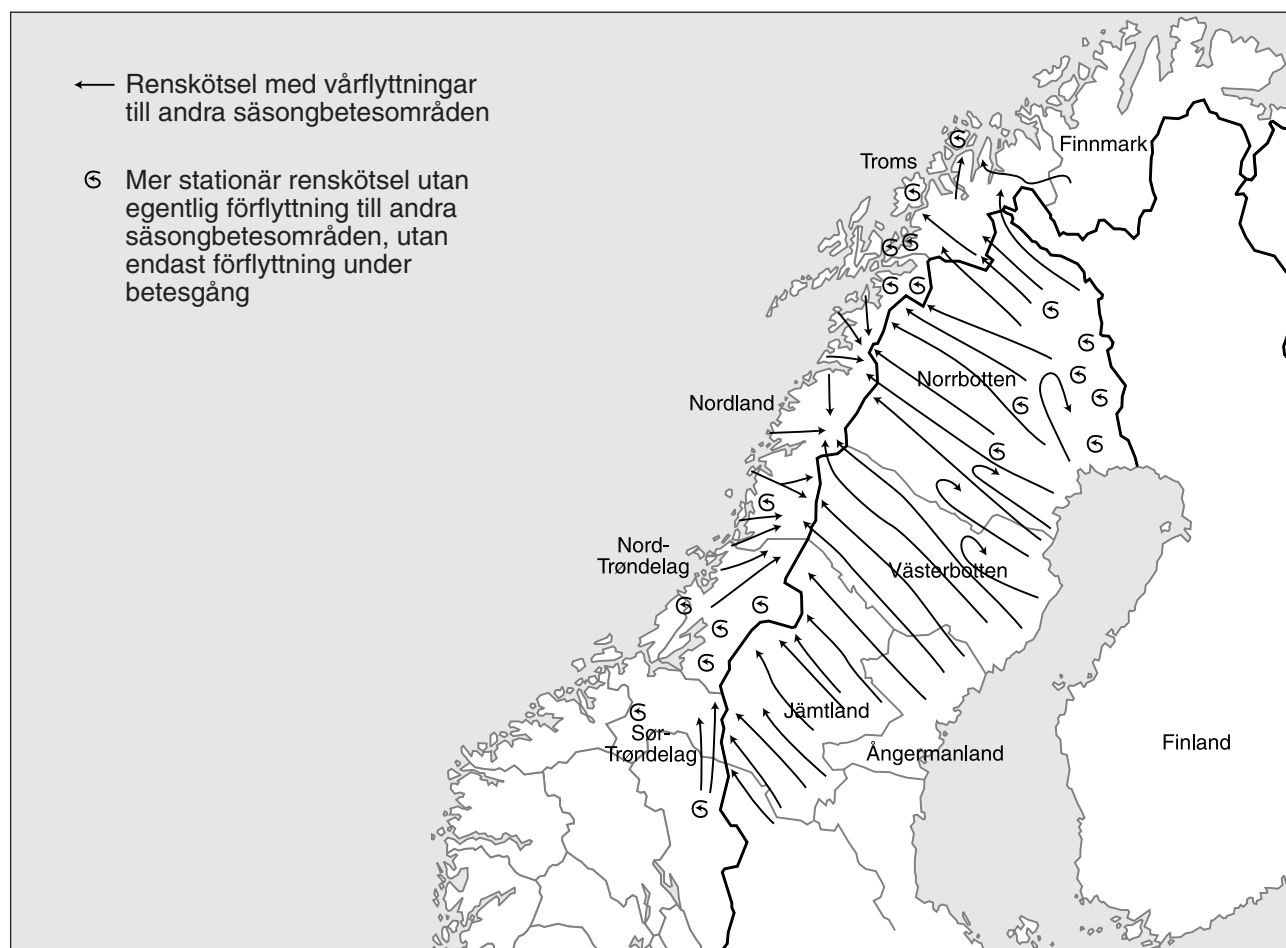 Renskötsel med vårflyttningar
till andra säsongbetesområden
Mer stationär renskötsel utan
egentlig förflyttning till andra
säsongbetesområden, utan
endast förflyttning under
betesgång
Finnmark
Troms
Norrbotten
Nordland
Nord-
Trøndelag
Västerbotten
Jämtland
Sør-
Trøndelag
Ångermanland
Finland